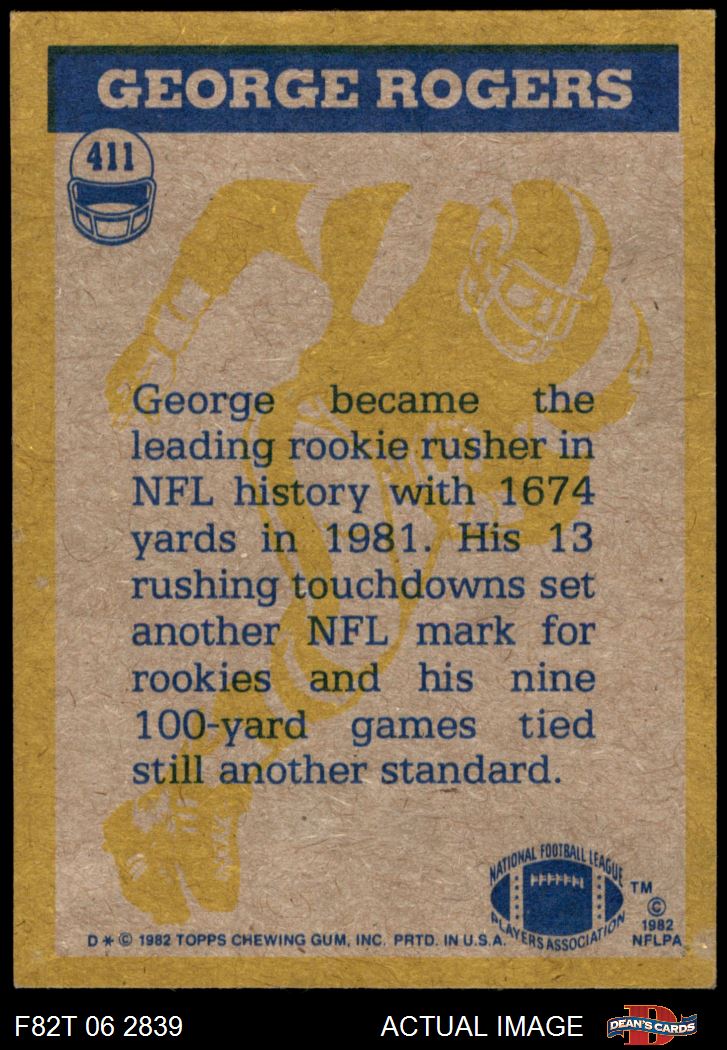 GEORGE ROGERS
411
George became the
leading rookie rusher in
NFL history with 1674
yards in 1981. His 13
rushing touchdowns set
another NFL mark for
rookies and his nine
100-yard games tied
still another standard.
NATIONAL FOOTBALL LEAGUE
PLAYERS ASSOCIATION
TM
©
1982
NFLPA
D * © 1982 TOPPS CHEWING GUM, INC. PRTD. IN U.S.A.
F82T 06 2839
ACTUAL IMAGE
D
DEAN'S CARDS